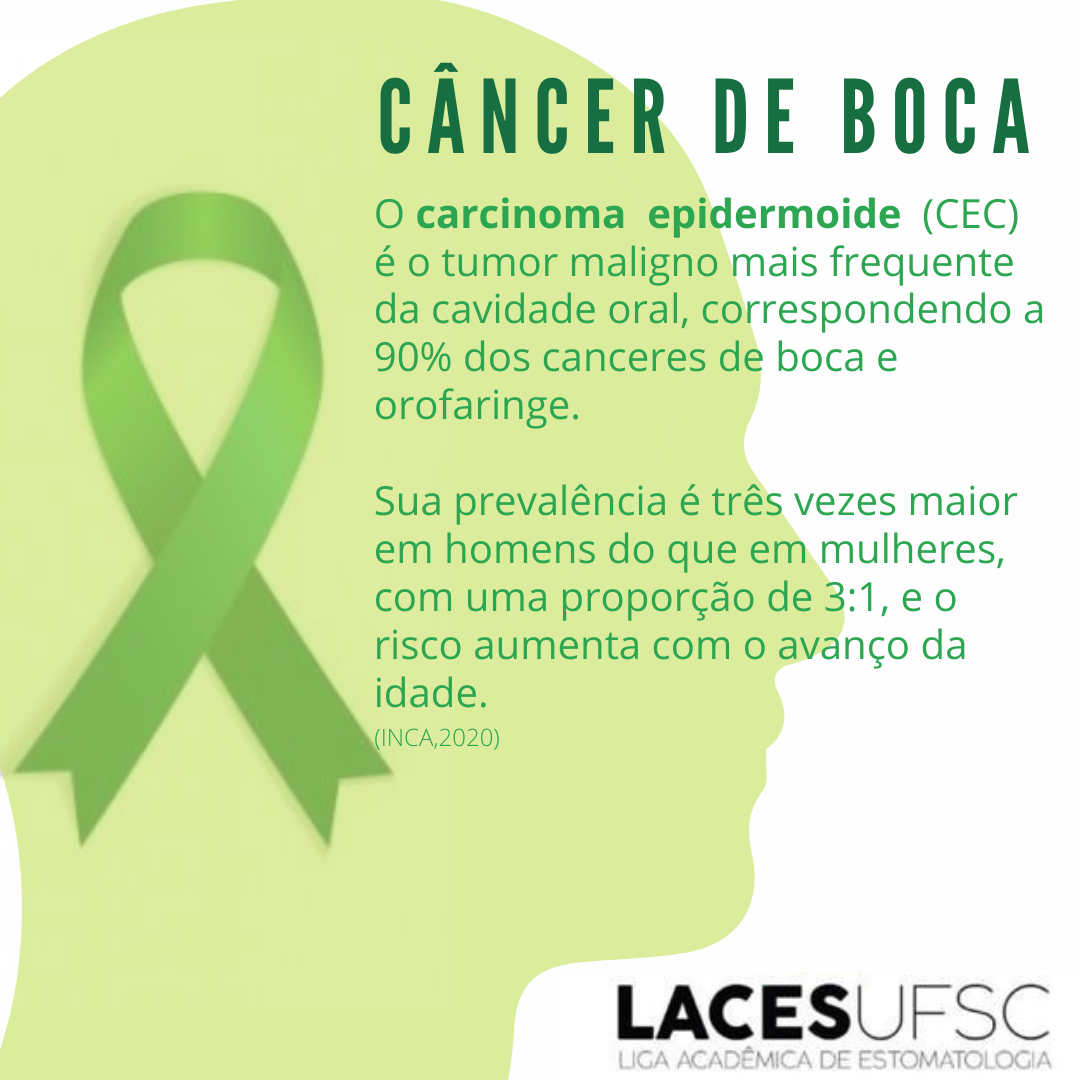 CÂNCER DE BOCA
O carcinoma epidermoide (CEC)
é o tumor maligno mais frequente
da cavidade oral, correspondendo a
90% dos canceres de boca e
orofaringe.
Sua prevalência é três vezes maior
em homens do que em mulheres,
com uma proporção de 3:1, e o
risco aumenta com o avanço da
idade.
(INCA,2020)
LACESUFSC
LIGA ACADÊMICA DE ESTOMATOLOGIA